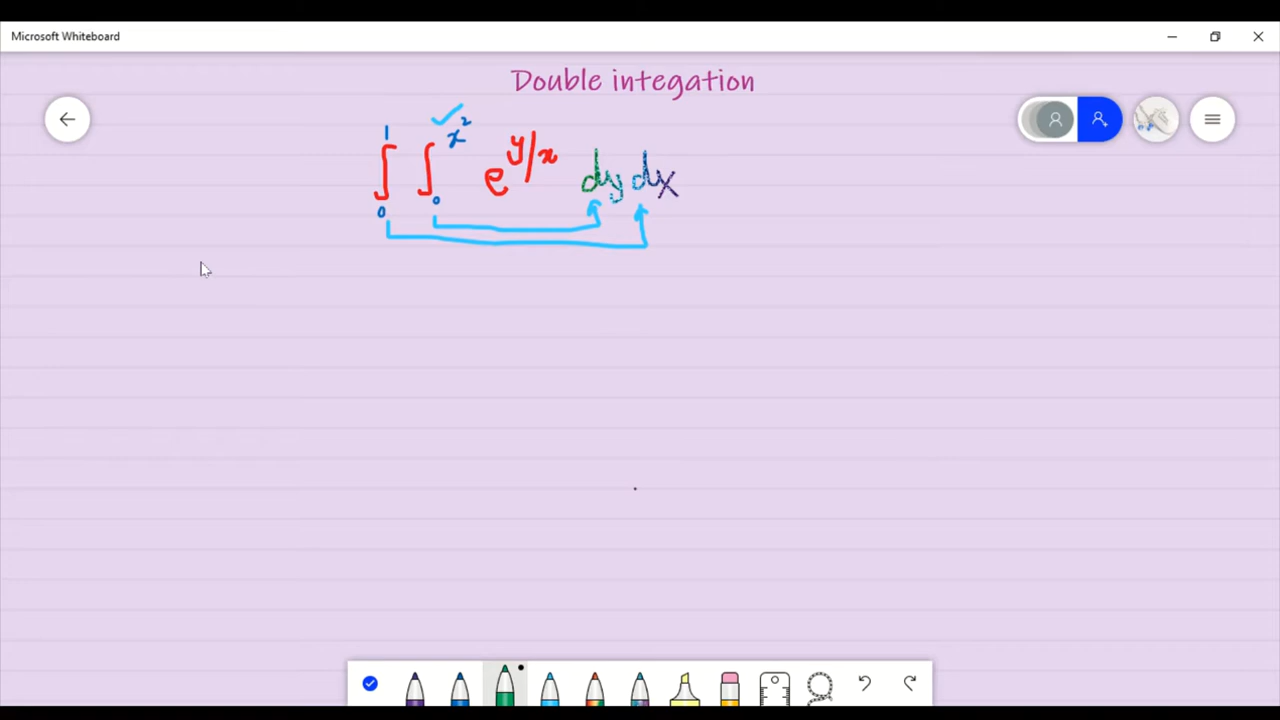 Microsoft Whiteboard
Double integation
∫₀¹ ∫₀^{x²} e^{y/x} dy dx